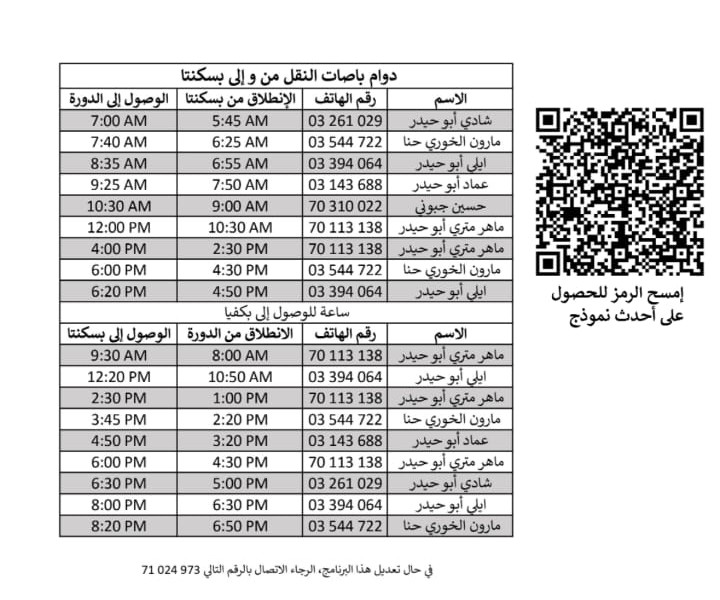 دوام باصات النقل من و إلى بسكنتا
الاسم رقم الهاتف الإنطلاق من بسكنتا الوصول إلى الدورة
شادي أبو حيدر 03 261 029 5:45 AM 7:00 AM
مارون الخوري حنا 03 544 722 6:25 AM 7:40 AM
ايلي أبو حيدر 03 394 064 6:55 AM 8:35 AM
عماد أبو حيدر 03 143 688 7:50 AM 9:25 AM
حسين جبوني 70 310 022 9:00 AM 10:30 AM
ماهر متري أبو حيدر 70 113 138 10:30 AM 12:00 PM
ماهر متري أبو حيدر 70 113 138 2:30 PM 4:00 PM
مارون الخوري حنا 03 544 722 4:30 PM 6:00 PM
ايلي أبو حيدر 03 394 064 4:50 PM 6:20 PM
ساعة للوصول إلى بكفيا
الاسم رقم الهاتف الانطلاق من الدورة الوصول إلى بسكنتا
ماهر متري أبو حيدر 70 113 138 8:00 AM 9:30 AM
ايلي أبو حيدر 03 394 064 10:50 AM 12:20 PM
ماهر متري أبو حيدر 70 113 138 1:00 PM 2:30 PM
مارون الخوري حنا 03 544 722 2:20 PM 3:45 PM
عماد أبو حيدر 03 143 688 3:20 PM 4:50 PM
ماهر متري أبو حيدر 70 113 138 4:30 PM 6:00 PM
شادي أبو حيدر 03 261 029 5:00 PM 6:30 PM
ايلي أبو حيدر 03 394 064 6:30 PM 8:00 PM
مارون الخوري حنا 03 544 722 6:50 PM 8:20 PM
إمسح الرمز للحصول
على أحدث نموذج
في حال تعديل هذا البرنامج، الرجاء الاتصال بالرقم التالي 71 024 973